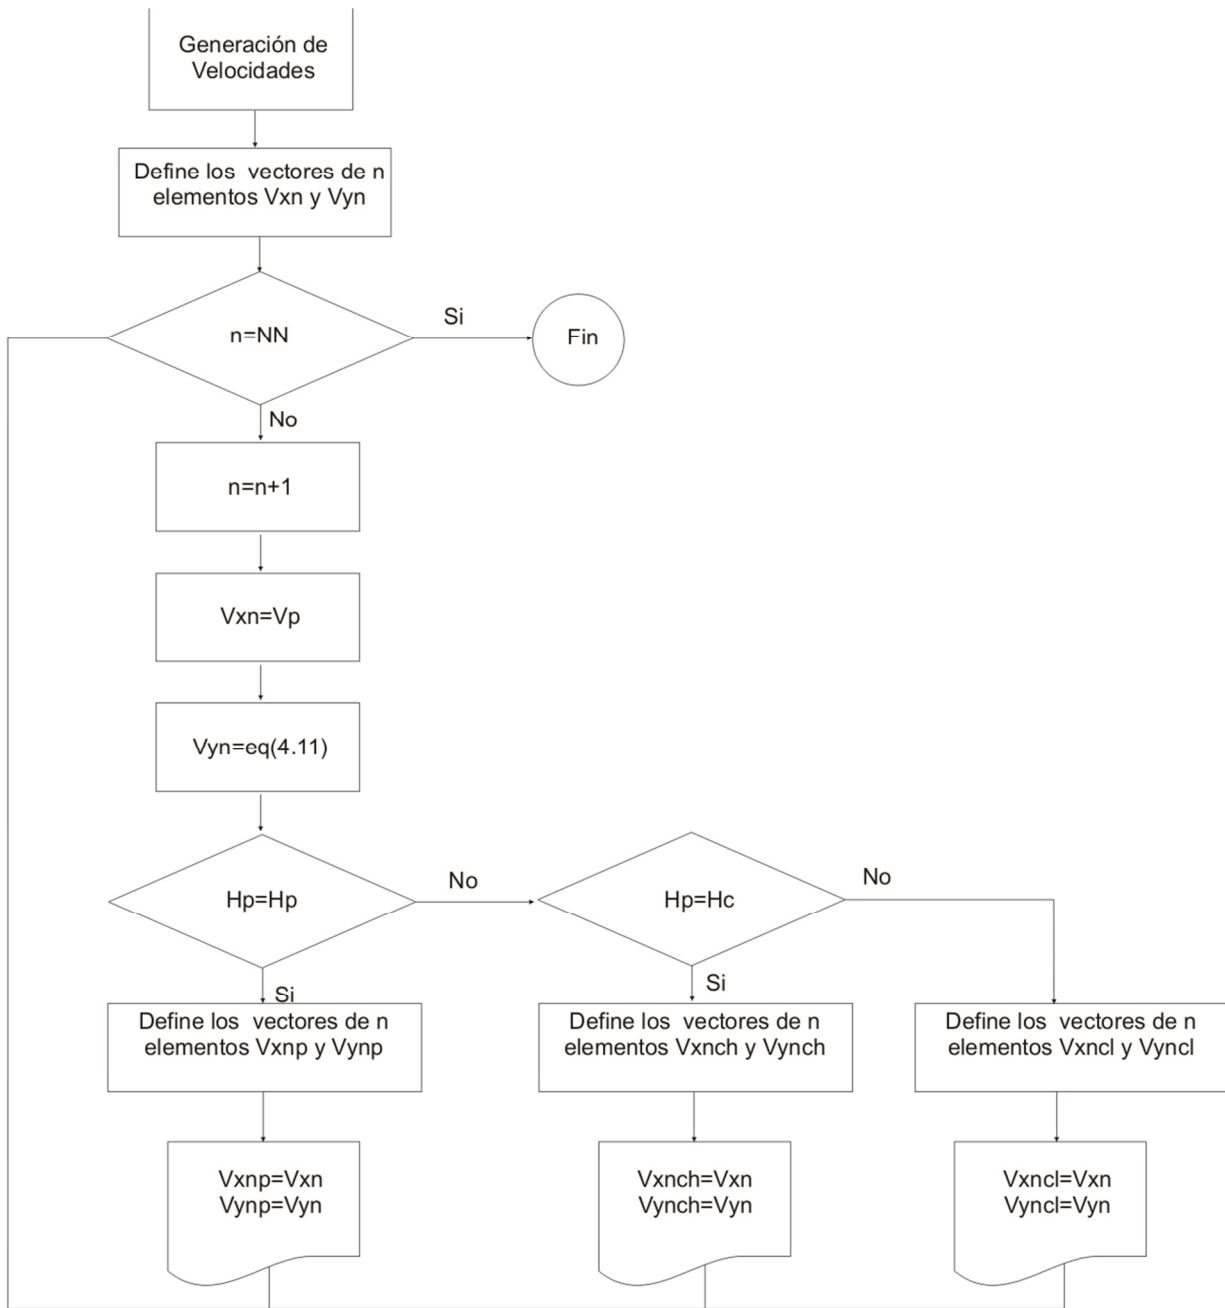 Generación de
Velocidades
Define los vectores de n
elementos Vxn y Vyn
n=NN
Si
Fin
No
n=n+1
Vxn=Vp
Vyn=eq(4.11)
Hp=Hp
No
Hp=Hc
No
Si
Si
Define los vectores de n
elementos Vxnp y Vynp
Define los vectores de n
elementos Vxnch y Vynch
Define los vectores de n
elementos Vxncl y Vyncl
Vxnp=Vxn
Vynp=Vyn
Vxnch=Vxn
Vynch=Vyn
Vxncl=Vxn
Vyncl=Vyn